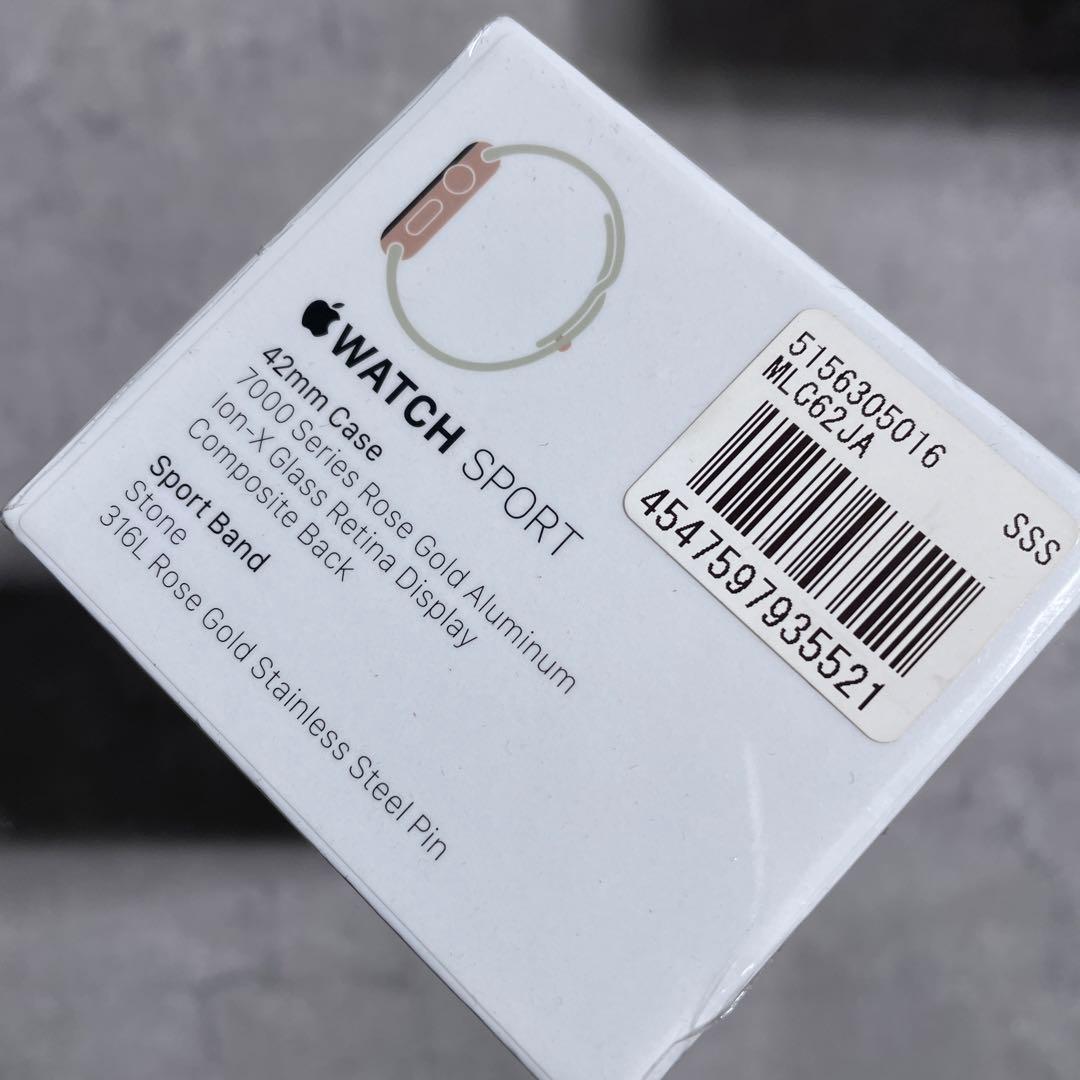 WATCH SPORT
42mm Case
7000 Series Rose Gold Aluminum
Ion-X Glass Retina Display
Composite Back
Sport Band
Stone
316L Rose Gold Stainless Steel Pin
5156305016
MLC62JA
SSS
4547597935521